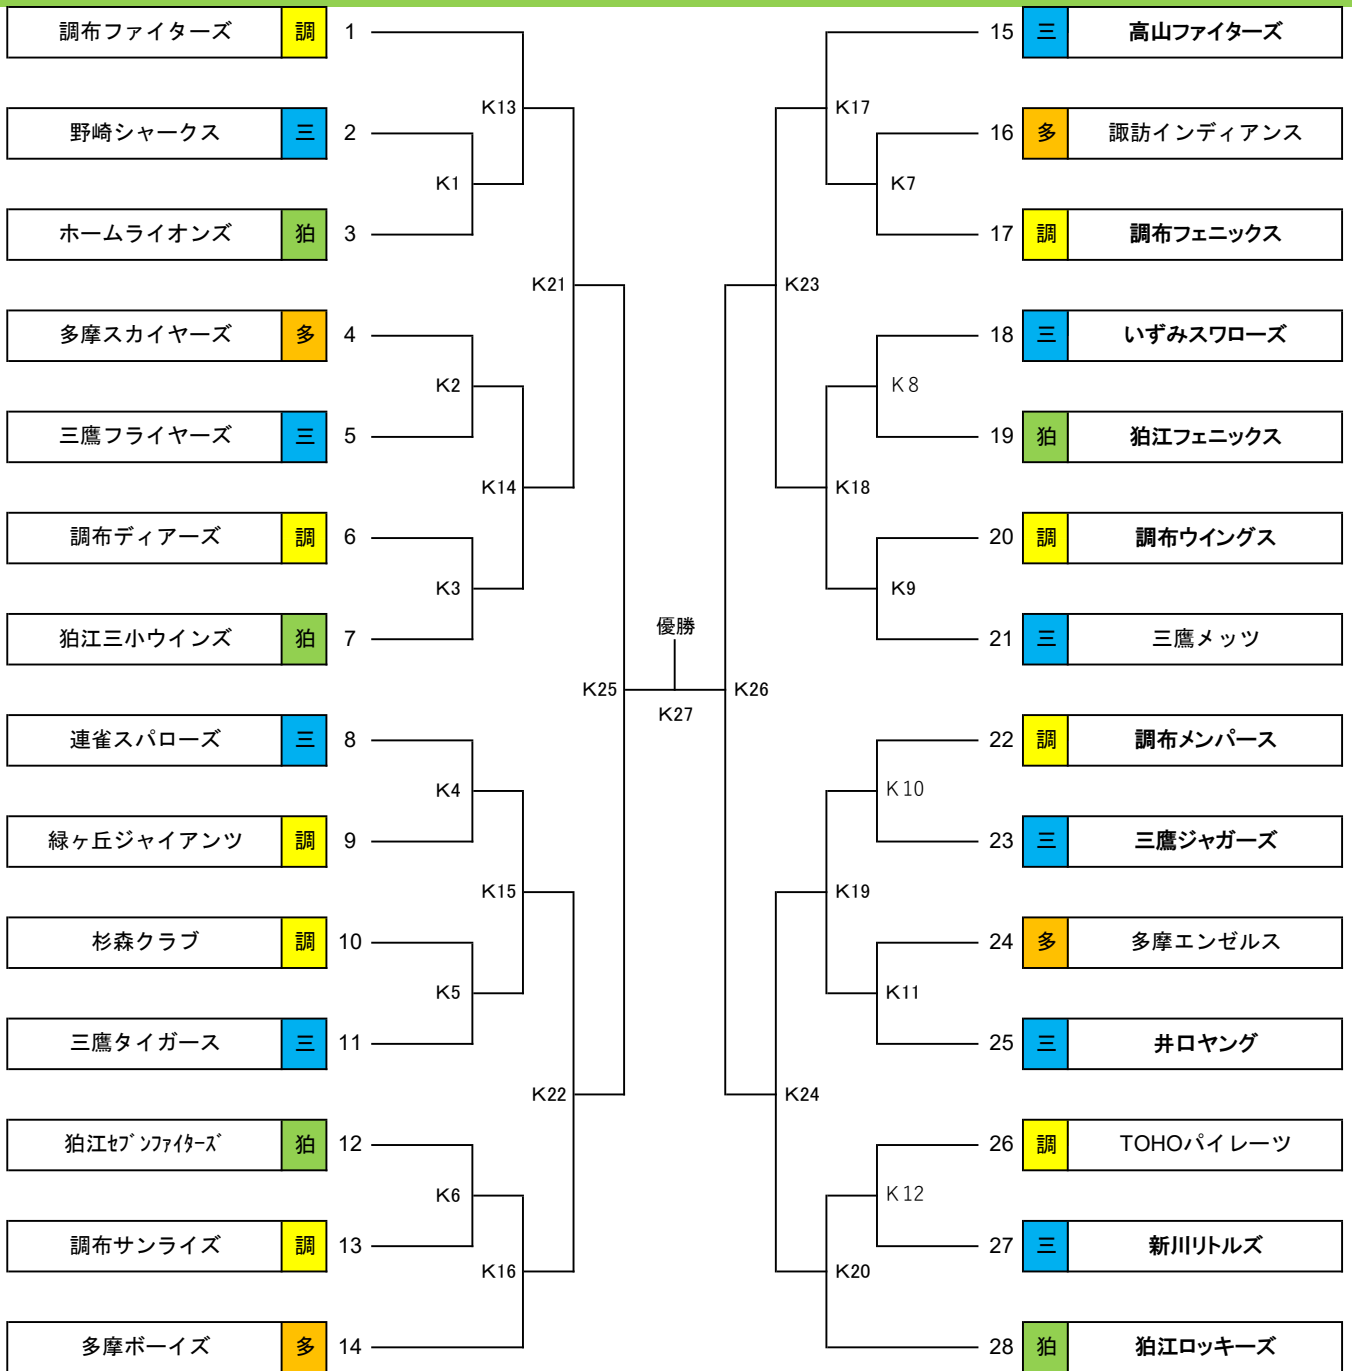 調布ファイターズ 調 1
野崎シャークス 三 2
ホームライオンズ 狛 3
多摩スカイヤーズ 多 4
三鷹フライヤーズ 三 5
調布ディアーズ 調 6
狛江三小ウインズ 狛 7
連雀スパローズ 三 8
緑ヶ丘ジャイアンツ 調 9
杉森クラブ 調 10
三鷹タイガース 三 11
狛江ｾﾌﾞﾝﾌｧｲﾀｰｽﾞ 狛 12
調布サンライズ 調 13
多摩ボーイズ 多 14
K1
K2
K3
K4
K5
K6
K13
K14
K15
K16
K21
K22
K25
優勝
K27
K26
K23
K24
K17
K18
K19
K20
K7
K8
K9
K10
K11
K12
15 三 高山ファイターズ
16 多 諏訪インディアンス
17 調 調布フェニックス
18 三 いずみスワローズ
19 狛 狛江フェニックス
20 調 調布ウイングス
21 三 三鷹メッツ
22 調 調布メンパース
23 三 三鷹ジャガーズ
24 多 多摩エンゼルス
25 三 井口ヤング
26 調 TOHOパイレーツ
27 三 新川リトルズ
28 狛 狛江ロッキーズ